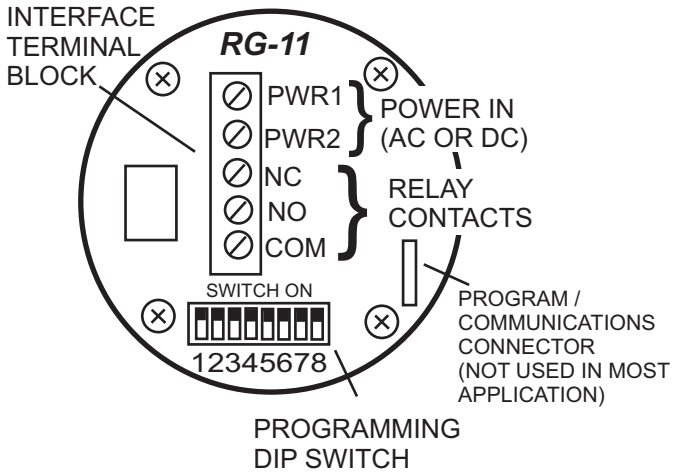 INTERFACE
TERMINAL
BLOCK
RG-11
PWR1
PWR2
NC
NO
COM
POWER IN
(AC OR DC)
RELAY
CONTACTS
SWITCH ON
12345678
PROGRAM /
COMMUNICATIONS
CONNECTOR
(NOT USED IN MOST
APPLICATION)
PROGRAMMING
DIP SWITCH